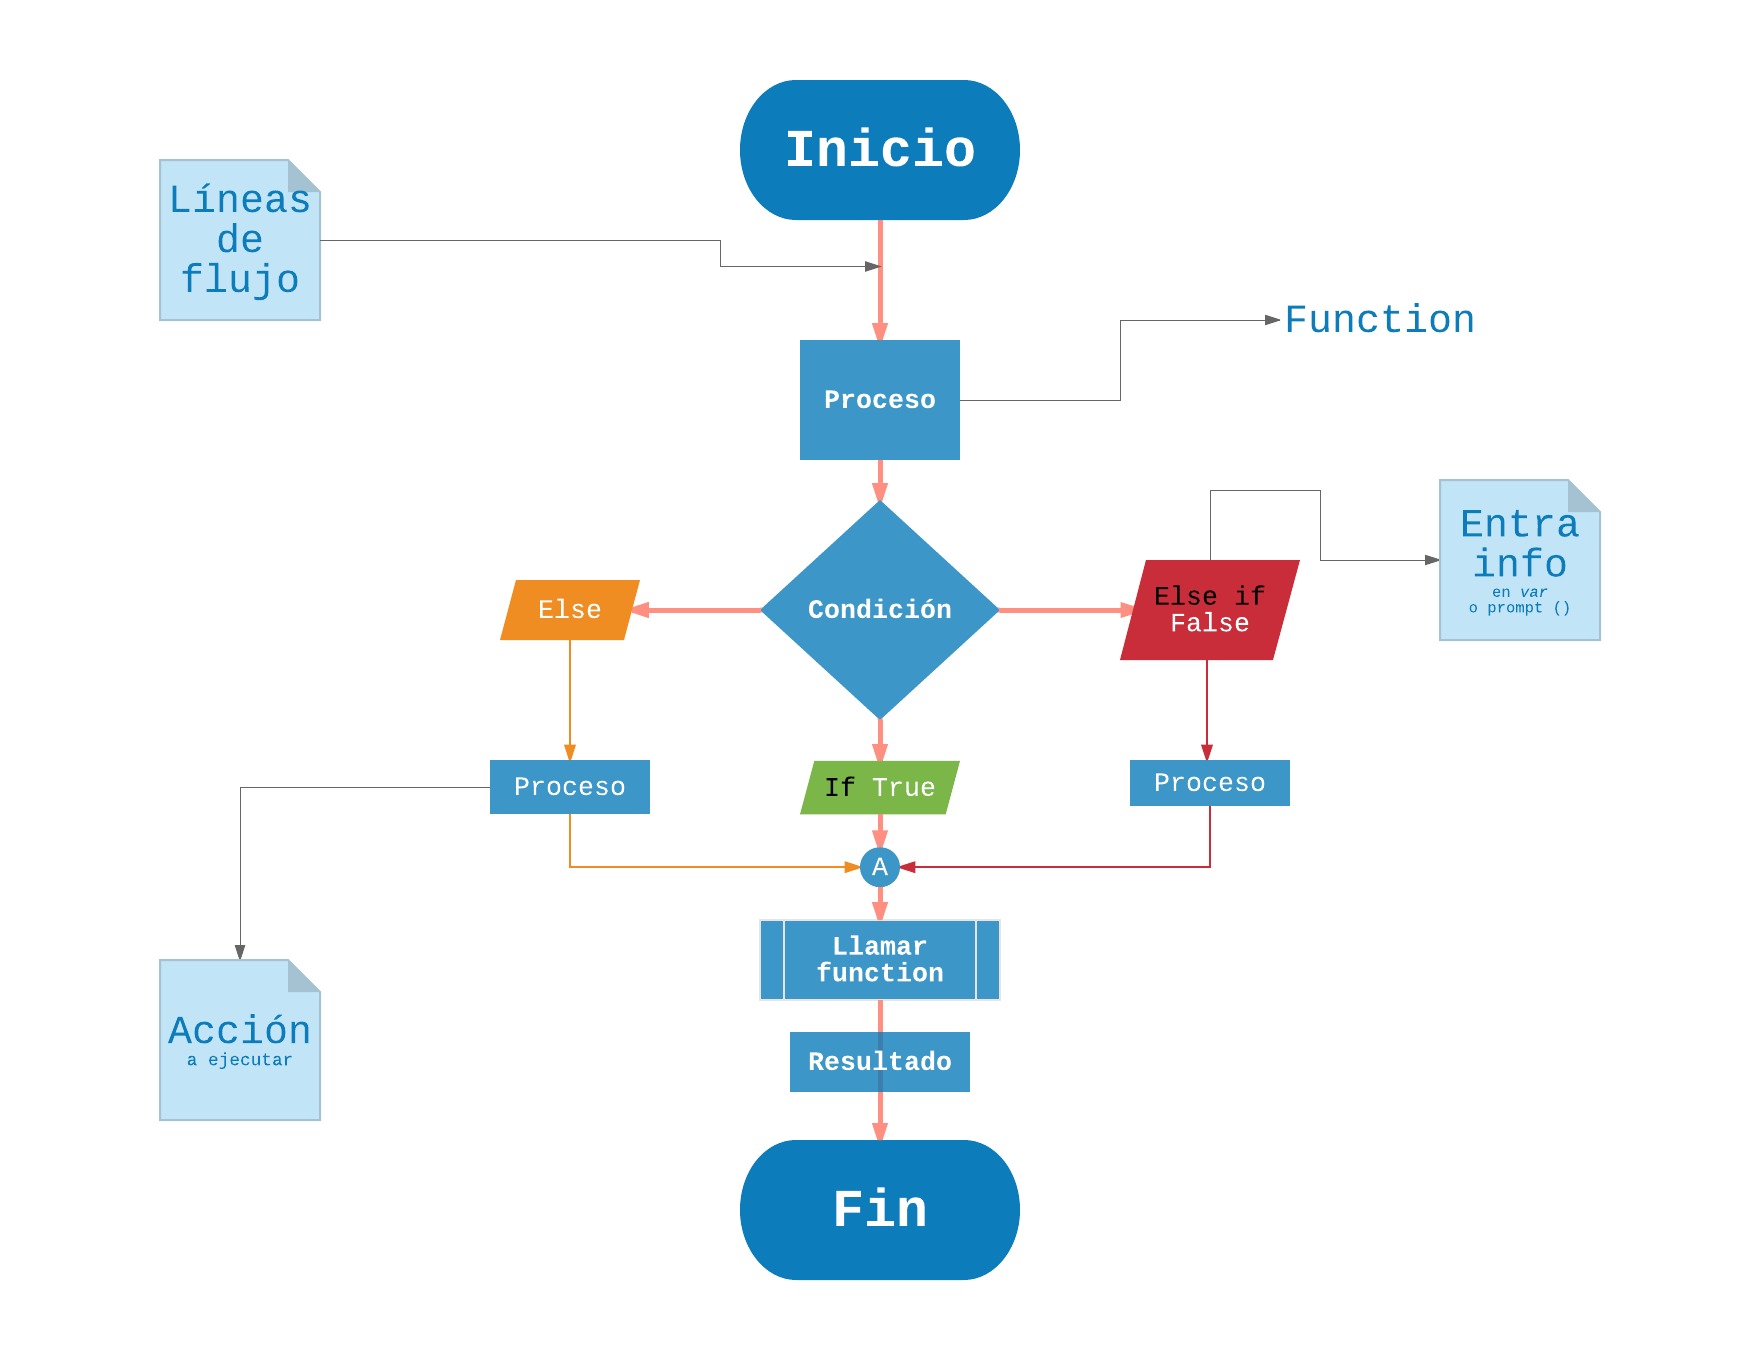 Inicio
Líneas
de
flujo
Function
Proceso
Entra
info
en var
o prompt ()
Else
Condición
Else if
False
Proceso
If True
Proceso
A
Llamar
function
Acción
a ejecutar
Resultado
Fin